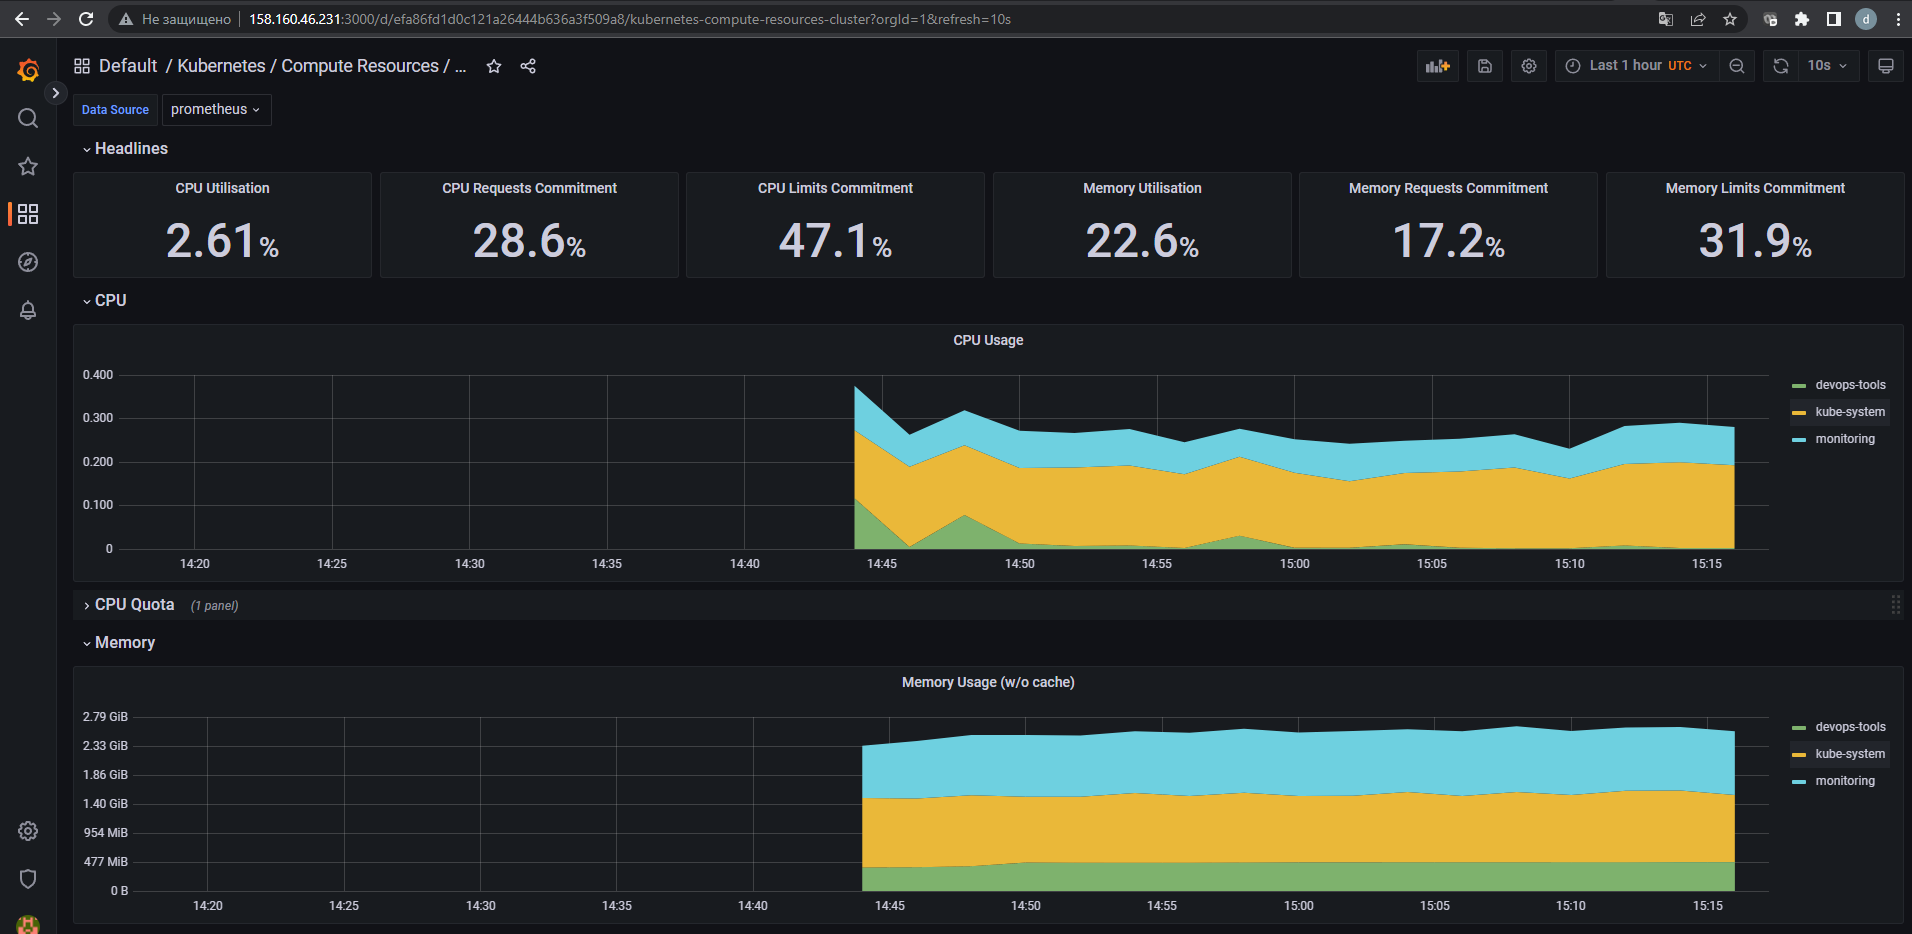 Не защищено 158.160.46.231:3000/d/efa86fd1d0c121a26444b636a3f509a8/kubernetes-compute-resources-cluster?orgId=1&refresh=10s
d
Default / Kubernetes / Compute Resources / ...
Last 1 hour UTC
10s
Data Source prometheus
Headlines
CPU Utilisation
2.61%
CPU Requests Commitment
28.6%
CPU Limits Commitment
47.1%
Memory Utilisation
22.6%
Memory Requests Commitment
17.2%
Memory Limits Commitment
31.9%
CPU
CPU Usage
0.400
0.300
0.200
0.100
0
14:20 14:25 14:30 14:35 14:40 14:45 14:50 14:55 15:00 15:05 15:10 15:15
devops-tools
kube-system
monitoring
CPU Quota (1 panel)
Memory
Memory Usage (w/o cache)
2.79 GiB
2.33 GiB
1.86 GiB
1.40 GiB
954 MiB
477 MiB
0 B
14:20 14:25 14:30 14:35 14:40 14:45 14:50 14:55 15:00 15:05 15:10 15:15
devops-tools
kube-system
monitoring